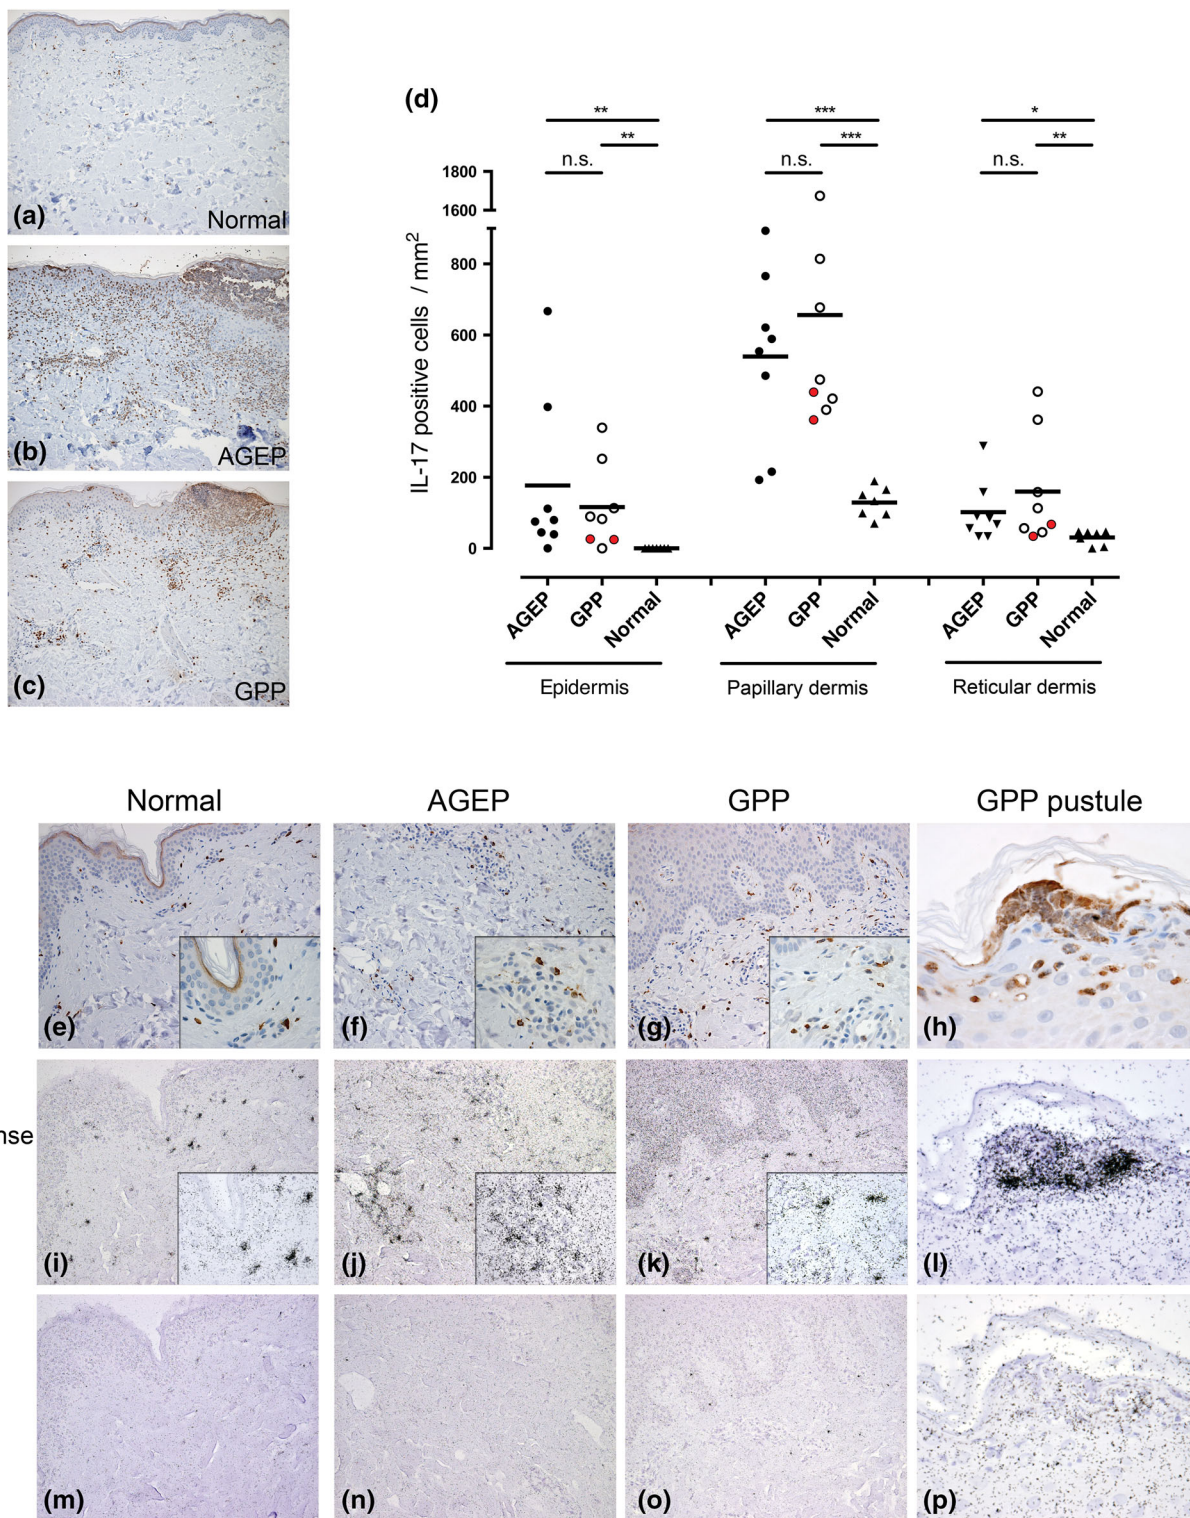 (a)
Normal
(b)
AGEP
(c)
GPP
(d)
** *** *
** *** **
n.s. n.s. n.s.
IL-17 positive cells / mm²
1800
1600
800
600
400
200
0
AGEP GPP Normal AGEP GPP Normal AGEP GPP Normal
Epidermis Papillary dermis Reticular dermis
Normal AGEP GPP GPP pustule
(e) (f) (g) (h)
nse
(i) (j) (k) (l)
(m) (n) (o) (p)